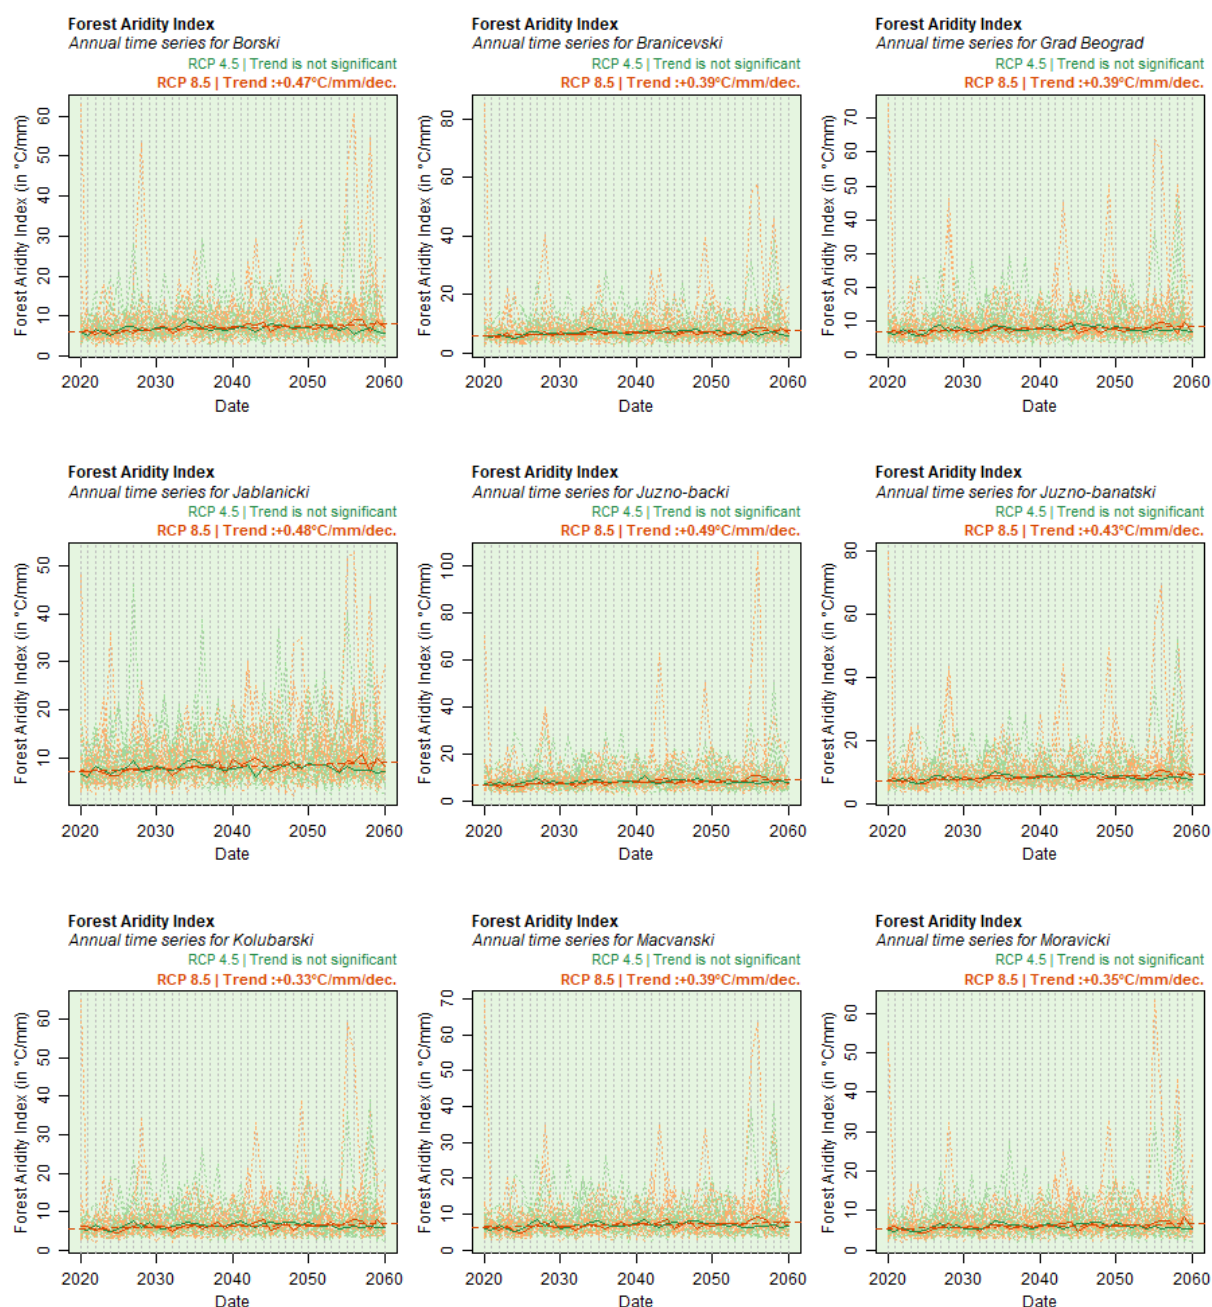 Forest Aridity Index
Annual time series for Borski
RCP 4.5 | Trend is not significant
RCP 8.5 | Trend :+0.47°C/mm/dec.
Forest Aridity Index (in °C/mm)
0 10 20 30 40 50 60
2020 2030 2040 2050 2060
Date
Forest Aridity Index
Annual time series for Branicevski
RCP 4.5 | Trend is not significant
RCP 8.5 | Trend :+0.39°C/mm/dec.
Forest Aridity Index (in °C/mm)
0 20 40 60 80
2020 2030 2040 2050 2060
Date
Forest Aridity Index
Annual time series for Grad Beograd
RCP 4.5 | Trend is not significant
RCP 8.5 | Trend :+0.39°C/mm/dec.
Forest Aridity Index (in °C/mm)
0 10 20 30 40 50 60 70
2020 2030 2040 2050 2060
Date
Forest Aridity Index
Annual time series for Jablanicki
RCP 4.5 | Trend is not significant
RCP 8.5 | Trend :+0.48°C/mm/dec.
Forest Aridity Index (in °C/mm)
10 20 30 40 50
2020 2030 2040 2050 2060
Date
Forest Aridity Index
Annual time series for Juzno-backi
RCP 4.5 | Trend is not significant
RCP 8.5 | Trend :+0.49°C/mm/dec.
Forest Aridity Index (in °C/mm)
0 20 40 60 80 100
2020 2030 2040 2050 2060
Date
Forest Aridity Index
Annual time series for Juzno-banatski
RCP 4.5 | Trend is not significant
RCP 8.5 | Trend :+0.43°C/mm/dec.
Forest Aridity Index (in °C/mm)
0 20 40 60 80
2020 2030 2040 2050 2060
Date
Forest Aridity Index
Annual time series for Kolubarski
RCP 4.5 | Trend is not significant
RCP 8.5 | Trend :+0.33°C/mm/dec.
Forest Aridity Index (in °C/mm)
0 10 20 30 40 50 60
2020 2030 2040 2050 2060
Date
Forest Aridity Index
Annual time series for Macvanski
RCP 4.5 | Trend is not significant
RCP 8.5 | Trend :+0.39°C/mm/dec.
Forest Aridity Index (in °C/mm)
0 10 20 30 40 50 60 70
2020 2030 2040 2050 2060
Date
Forest Aridity Index
Annual time series for Moravicki
RCP 4.5 | Trend is not significant
RCP 8.5 | Trend :+0.35°C/mm/dec.
Forest Aridity Index (in °C/mm)
0 10 20 30 40 50 60
2020 2030 2040 2050 2060
Date